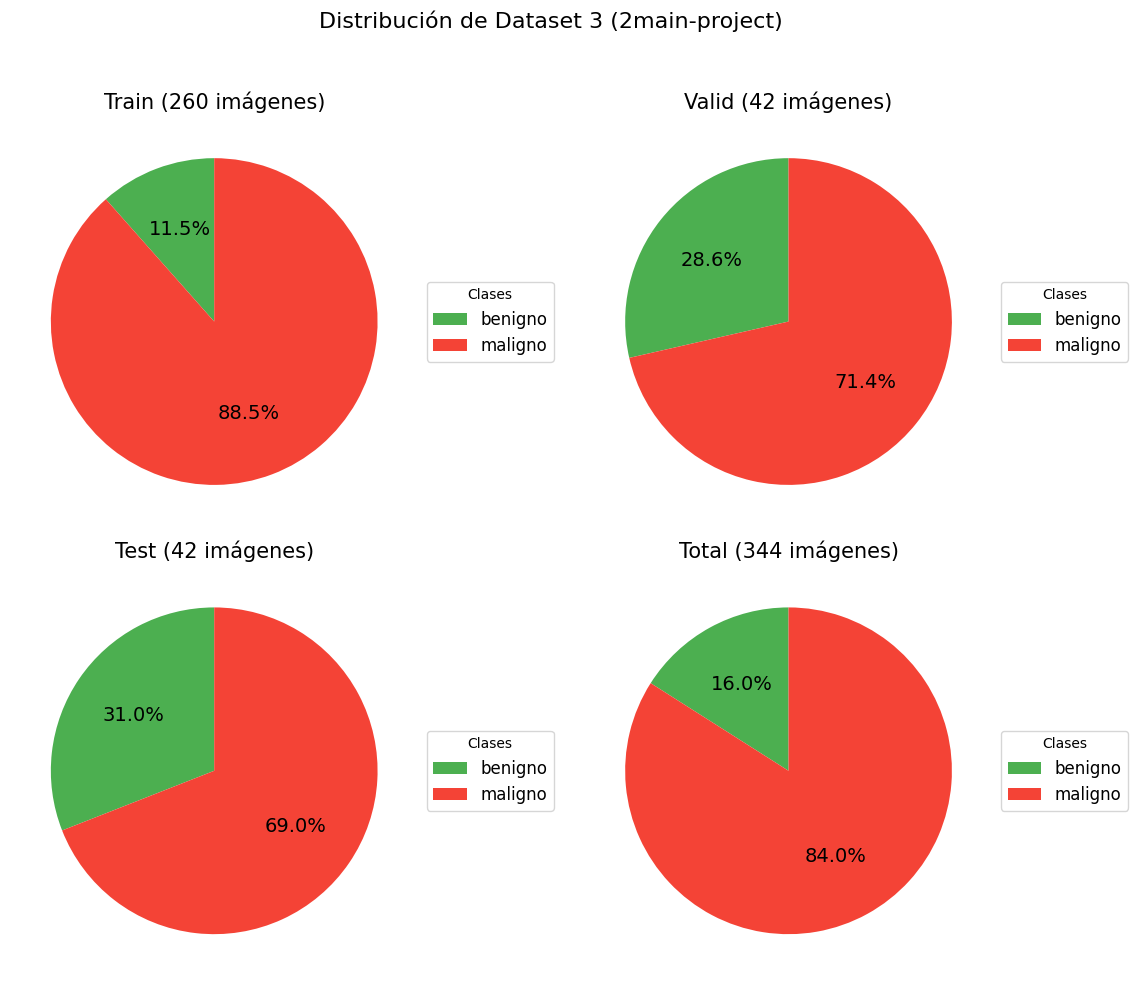 Distribución de Dataset 3 (2main-project)
Train (260 imágenes)
11.5%
88.5%
Clases
benigno
maligno
Valid (42 imágenes)
28.6%
71.4%
Clases
benigno
maligno
Test (42 imágenes)
31.0%
69.0%
Clases
benigno
maligno
Total (344 imágenes)
16.0%
84.0%
Clases
benigno
maligno